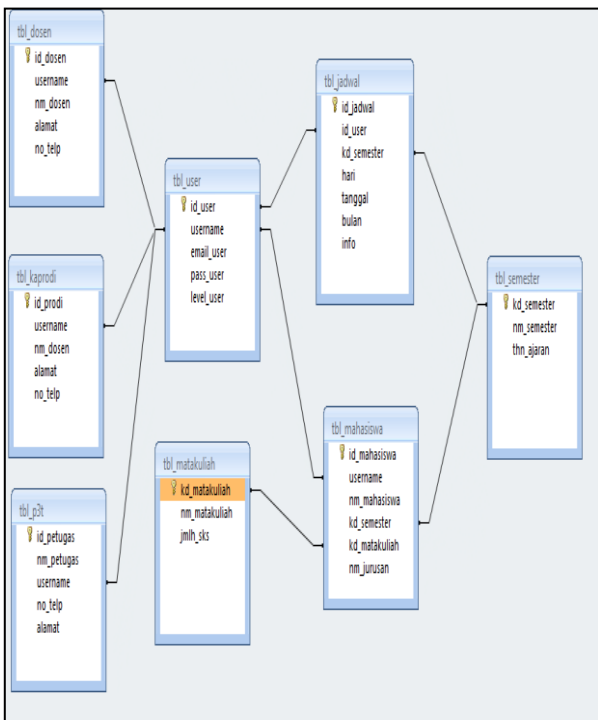 tbl_dosen
id_dosen
username
nm_dosen
alamat
no_telp
tbl_kaprodi
id_prodi
username
nm_dosen
alamat
no_telp
tbl_p3t
id_petugas
nm_petugas
username
no_telp
alamat
tbl_user
id_user
username
email_user
pass_user
level_user
tbl_matakuliah
kd_matakuliah
nm_matakuliah
jmlh_sks
tbl_jadwal
id_jadwal
id_user
kd_semester
hari
tanggal
bulan
info
tbl_mahasiswa
id_mahasiswa
username
nm_mahasiswa
kd_semester
kd_matakuliah
nm_jurusan
tbl_semester
kd_semester
nm_semester
thn_ajaran